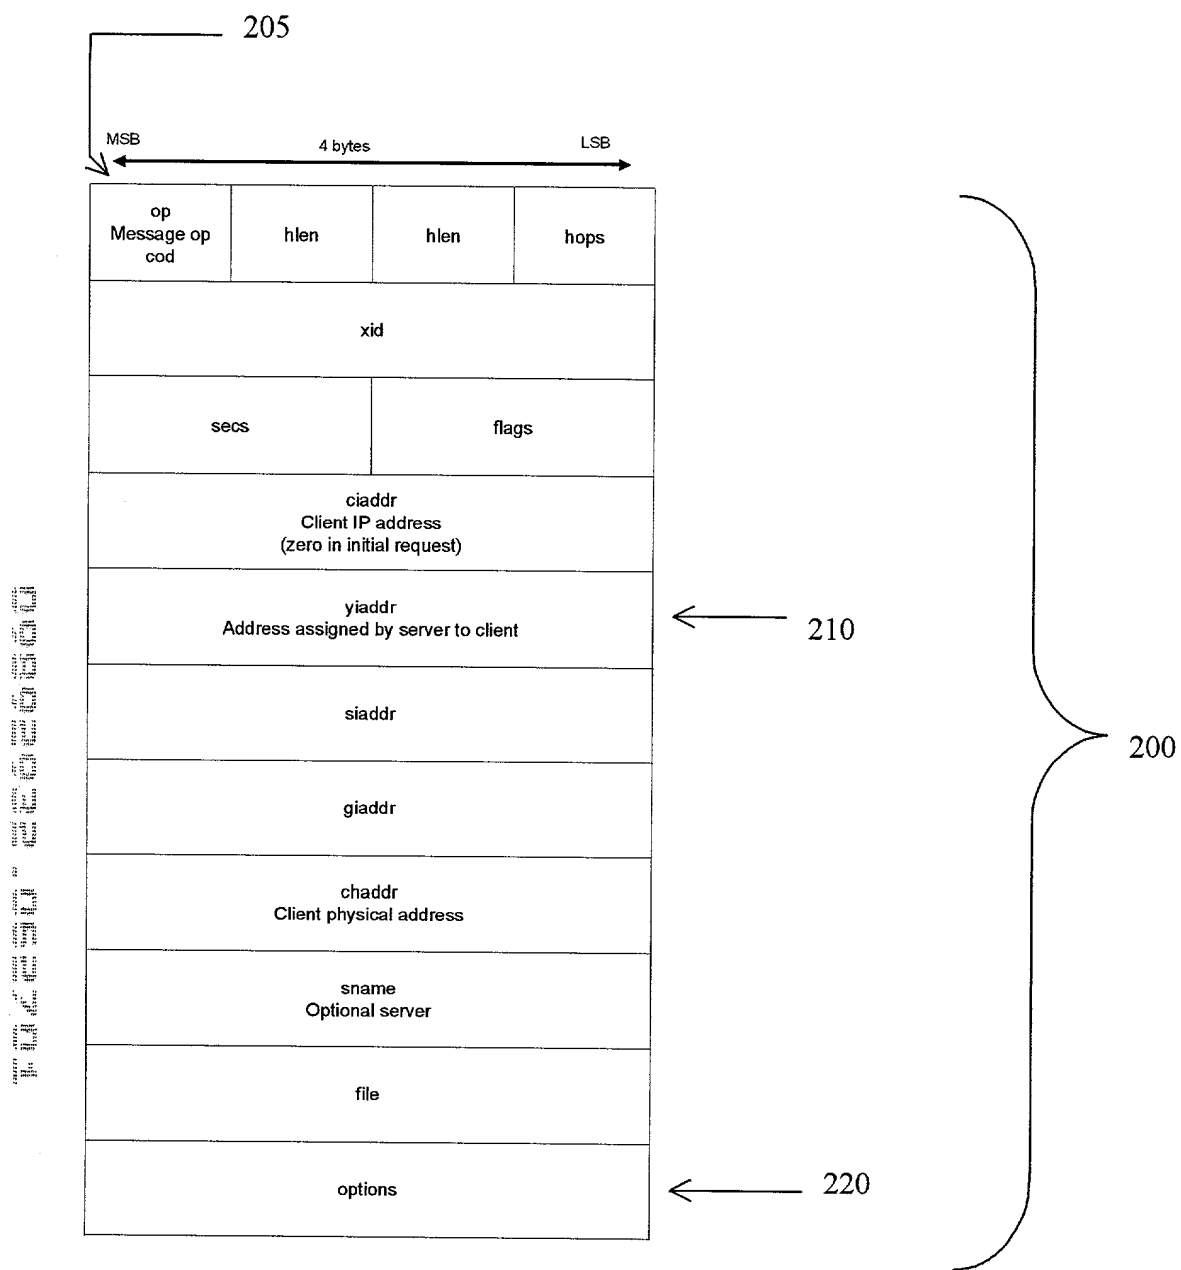 205
MSB
4 bytes
LSB
op
Message op
cod
hlen
hlen
hops
xid
secs
flags
ciaddr
Client IP address
(zero in initial request)
yiaddr
Address assigned by server to client
210
siaddr
200
giaddr
chaddr
Client physical address
sname
Optional server
file
options
220